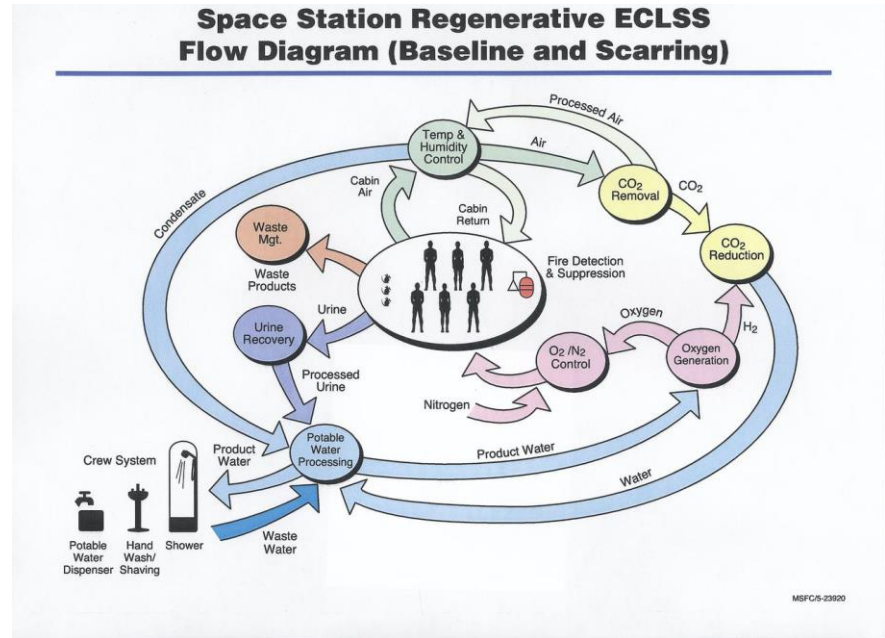 Space Station Regenerative ECLSS
Flow Diagram (Baseline and Scarring)
Processed Air
Temp &
Humidity
Control
Air
CO2
Removal
CO2
Condensate
Cabin
Air
Cabin
Return
Waste
Mgt.
Waste
Products
Fire Detection
& Suppression
CO2
Reduction
Urine
Urine
Recovery
Oxygen
H2
O2 /N2
Control
Oxygen
Generation
Processed
Urine
Nitrogen
Potable
Water
Processing
Product Water
Crew System
Product
Water
Water
Waste
Water
Potable
Water
Dispenser
Hand
Wash/
Shaving
Shower
MSFC/5-23920